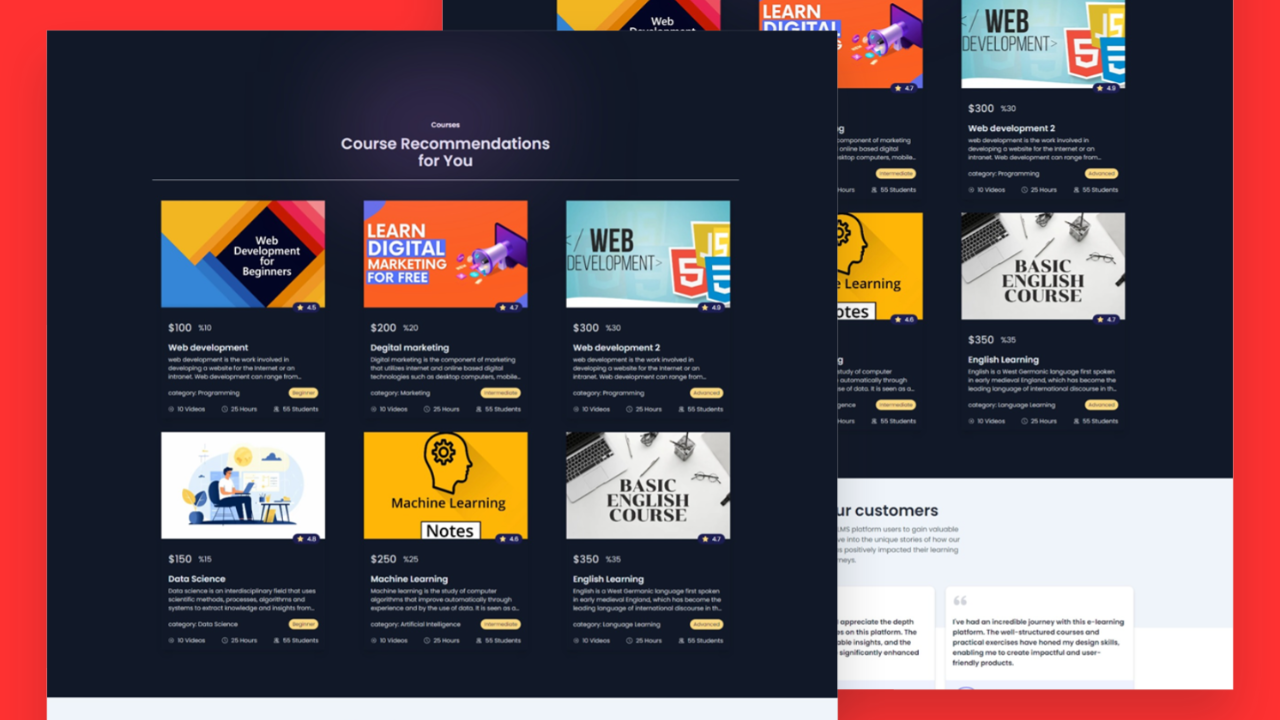 Courses
Course Recommendations
for You
Web
Development
for
Beginners
4.5
$100 %10
Web development
web development is the work involved in
developing a website for the Internet or an
intranet. Web development can range from...
category: Programming
Beginner
10 Videos 25 Hours 55 Students
LEARN
DIGITAL
MARKETING
FOR FREE
4.7
$200 %20
Degital marketing
Digital marketing is the component of marketing
that utilizes internet and online based digital
technologies such as desktop computers, mobile...
category: Marketing
Intermediate
10 Videos 25 Hours 55 Students
</ WEB
DEVELOPMENT>
JS
5
4.9
$300 %30
Web development 2
web development is the work involved in
developing a website for the Internet or an
intranet. Web development can range from...
category: Programming
Advanced
10 Videos 25 Hours 55 Students
4.8
$150 %15
Data Science
Data science is an interdisciplinary field that uses
scientific methods, processes, algorithms and
systems to extract knowledge and insights from...
category: Data Science
Beginner
10 Videos 25 Hours 55 Students
Machine Learning
Notes
4.6
$250 %25
Machine Learning
Machine learning is the study of computer
algorithms that improve automatically through
experience and by the use of data. It is seen as a...
category: Artificial Intelligence
Intermediate
10 Videos 25 Hours 55 Students
BASIC
ENGLISH
COURSE
4.7
$350 %35
English Learning
English is a West Germanic language first spoken
in early medieval England, which has become the
leading language of international discourse in th...
category: Language Learning
Advanced
10 Videos 25 Hours 55 Students
Web
LEARN
DIGITAL
4.7
g
component of marketing
online based digital
sktop computers, mobile...
Intermediate
Hours 55 Students
</ WEB
DEVELOPMENT>
JS
5
4.9
$300 %30
Web development 2
web development is the work involved in
developing a website for the Internet or an
intranet. Web development can range from...
category: Programming
Advanced
10 Videos 25 Hours 55 Students
e Learning
otes
4.6
g
study of computer
automatically through
se of data. It is seen as a...
gence
Intermediate
Hours 55 Students
BASIC
ENGLISH
COURSE
4.7
$350 %35
English Learning
English is a West Germanic language first spoken
in early medieval England, which has become the
leading language of international discourse in th...
category: Language Learning
Advanced
10 Videos 25 Hours 55 Students
ur customers
LMS platform users to gain valuable
ve into the unique stories of how our
s positively impacted their learning
rneys.
I appreciate the depth
es on this platform. The
able insights, and the
significantly enhanced
“
I've had an incredible journey with this e-learning
platform. The well-structured courses and
practical exercises have honed my design skills,
enabling me to create impactful and user-
friendly products.